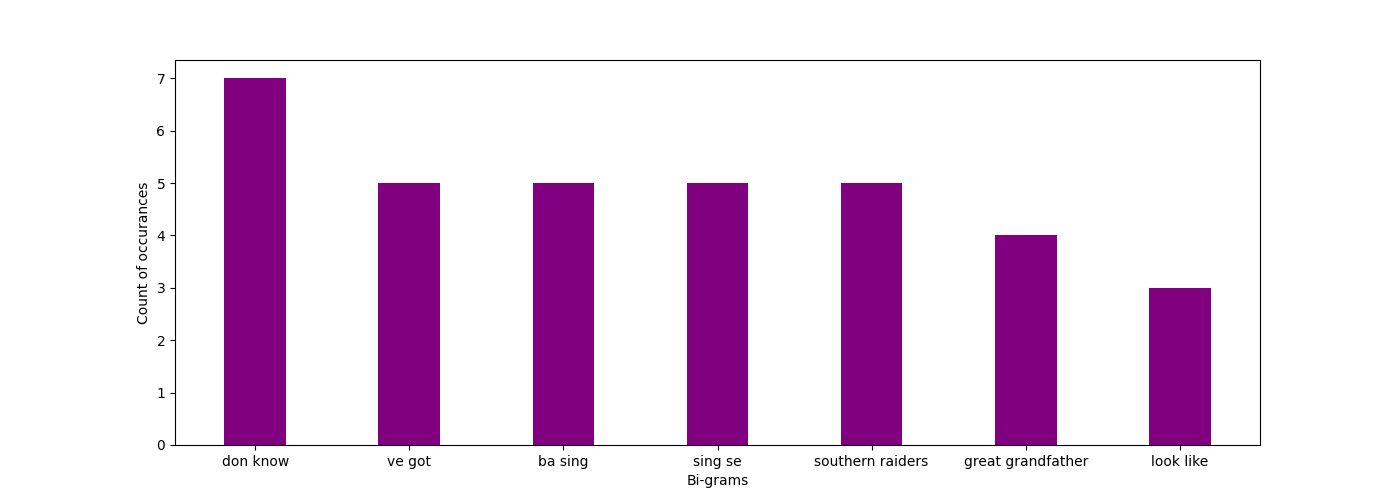 7
6
5
4
3
2
1
0
Count of occurances
don know ve got ba sing sing se southern raiders great grandfather look like
Bi-grams